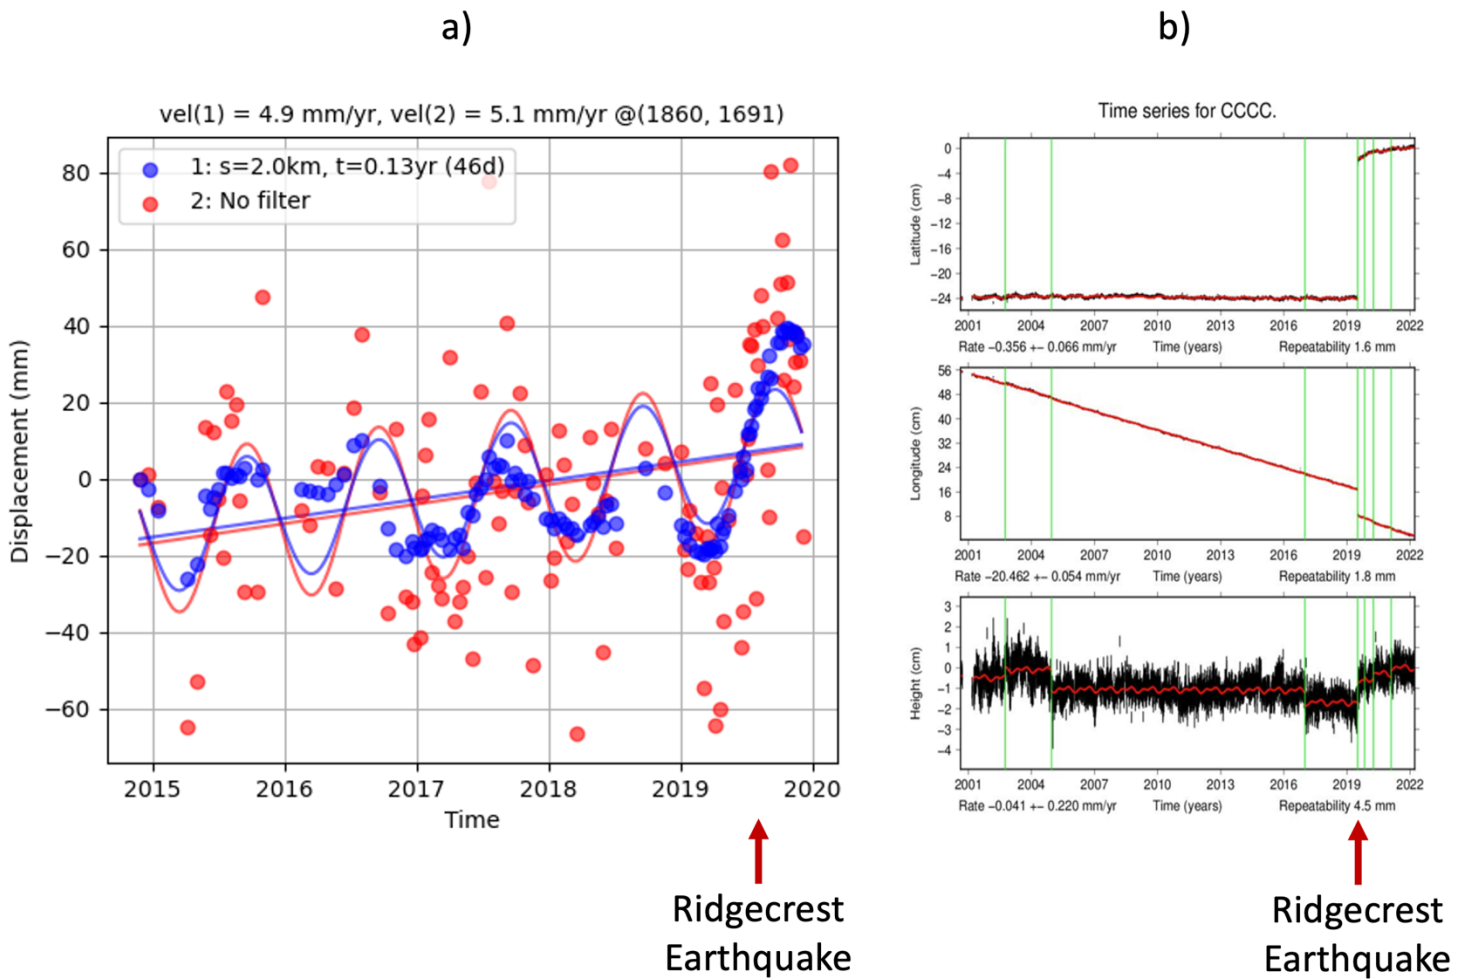 a)
vel(1) = 4.9 mm/yr, vel(2) = 5.1 mm/yr @(1860, 1691)
1: s=2.0km, t=0.13yr (46d)
2: No filter
Displacement (mm)
80
60
40
20
0
−20
−40
−60
2015 2016 2017 2018 2019 2020
Time
Ridgecrest
Earthquake
b)
Time series for CCCC.
Latitude (cm)
0
−4
−8
−12
−16
−20
−24
2001 2004 2007 2010 2013 2016 2019 2022
Rate −0.356 +− 0.066 mm/yr Time (years) Repeatability 1.6 mm
Longitude (cm)
56
48
40
32
24
16
8
2001 2004 2007 2010 2013 2016 2019 2022
Rate −20.462 +− 0.054 mm/yr Time (years) Repeatability 1.8 mm
Height (cm)
3
2
1
0
−1
−2
−3
−4
2001 2004 2007 2010 2013 2016 2019 2022
Rate −0.041 +− 0.220 mm/yr Time (years) Repeatability 4.5 mm
Ridgecrest
Earthquake